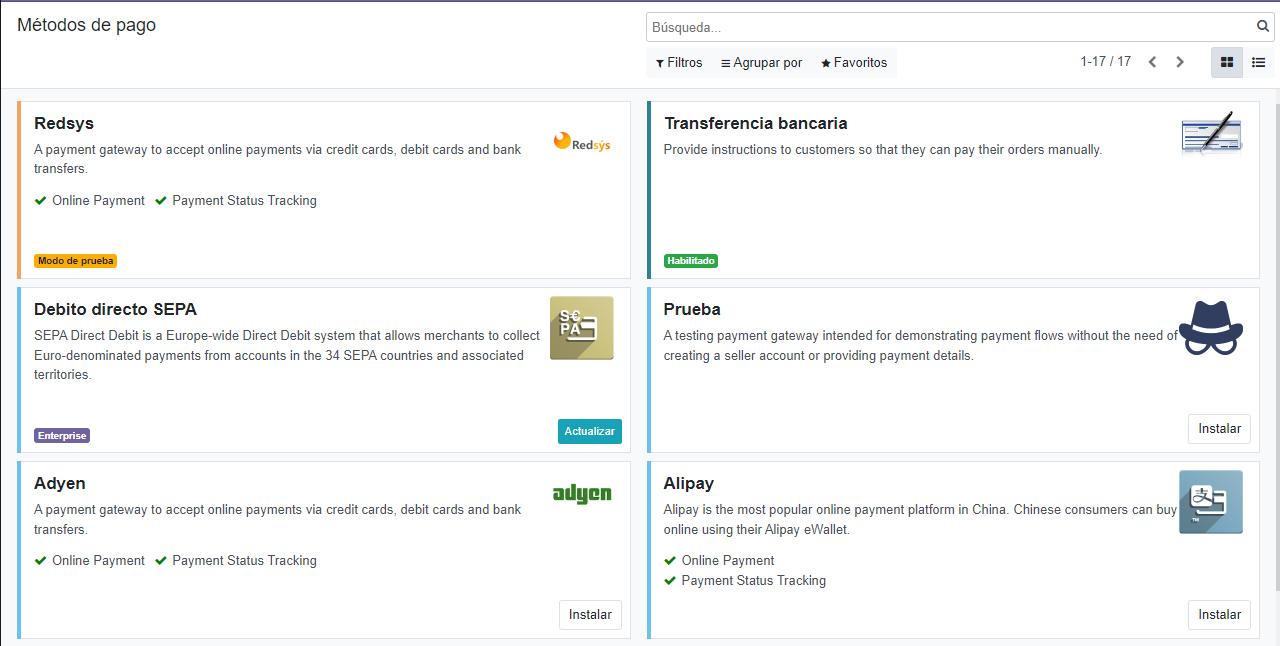 Métodos de pago
Búsqueda...
Filtros Agrupar por Favoritos
1-17 / 17
Redsys
Redsys
A payment gateway to accept online payments via credit cards, debit cards and bank
transfers.
Online Payment Payment Status Tracking
Modo de prueba
Transferencia bancaria
Provide instructions to customers so that they can pay their orders manually.
Habilitado
Debito directo SEPA
S€
PA
SEPA Direct Debit is a Europe-wide Direct Debit system that allows merchants to collect
Euro-denominated payments from accounts in the 34 SEPA countries and associated
territories.
Enterprise
Actualizar
Prueba
A testing payment gateway intended for demonstrating payment flows without the need of
creating a seller account or providing payment details.
Instalar
Adyen
adyen
A payment gateway to accept online payments via credit cards, debit cards and bank
transfers.
Online Payment Payment Status Tracking
Instalar
Alipay
支
TM
Alipay is the most popular online payment platform in China. Chinese consumers can buy
online using their Alipay eWallet.
Online Payment
Payment Status Tracking
Instalar